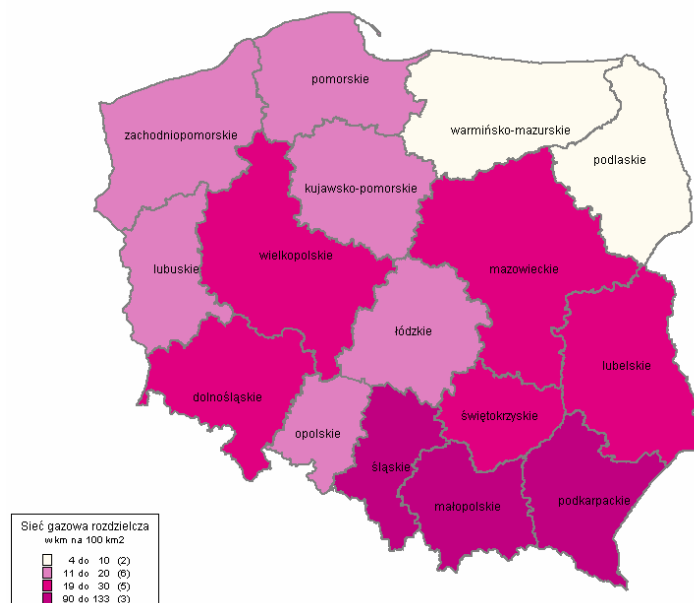 pomorskie
zachodniopomorskie
warmińsko-mazurskie
podlaskie
kujawsko-pomorskie
lubuskie
wielkopolskie
mazowieckie
łódzkie
lubelskie
dolnośląskie
świętokrzyskie
opolskie
śląskie
małopolskie
podkarpackie
Sieć gazowa rozdzielcza
w km na 100 km2
4 do 10 (2)
11 do 20 (6)
19 do 30 (5)
90 do 133 (3)